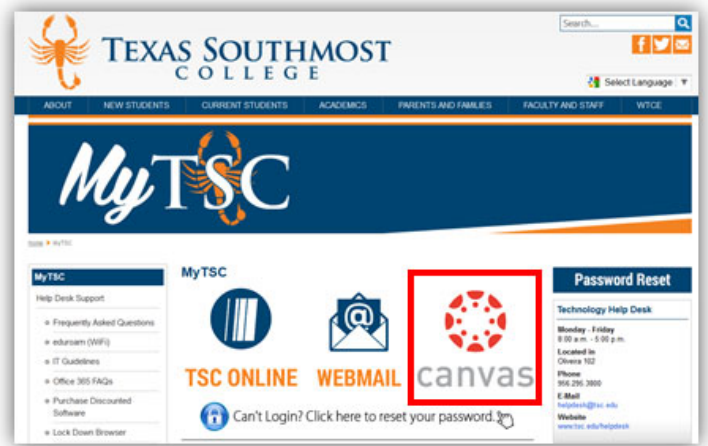 Search...
TEXAS SOUTHMOST
COLLEGE
Select Language ▼
ABOUT NEW STUDENTS CURRENT STUDENTS ACADEMICS PARENTS AND FAMILIES FACULTY AND STAFF WTCE
MyTSC
home MyTSC
MyTSC
Help Desk Support
Frequently Asked Questions
eduroam (WiFi)
IT Guidelines
Office 365 FAQs
Purchase Discounted
Software
Lock Down Browser
MyTSC
TSC ONLINE WEBMAIL canvas
Can't Login? Click here to reset your password.
Password Reset
Technology Help Desk
Monday - Friday
8:00 a.m. - 5:00 p.m.
Located in
Oliveira 102
Phone
956.295.3800
E-Mail
helpdesk@tsc.edu
Website
www.tsc.edu/helpdesk